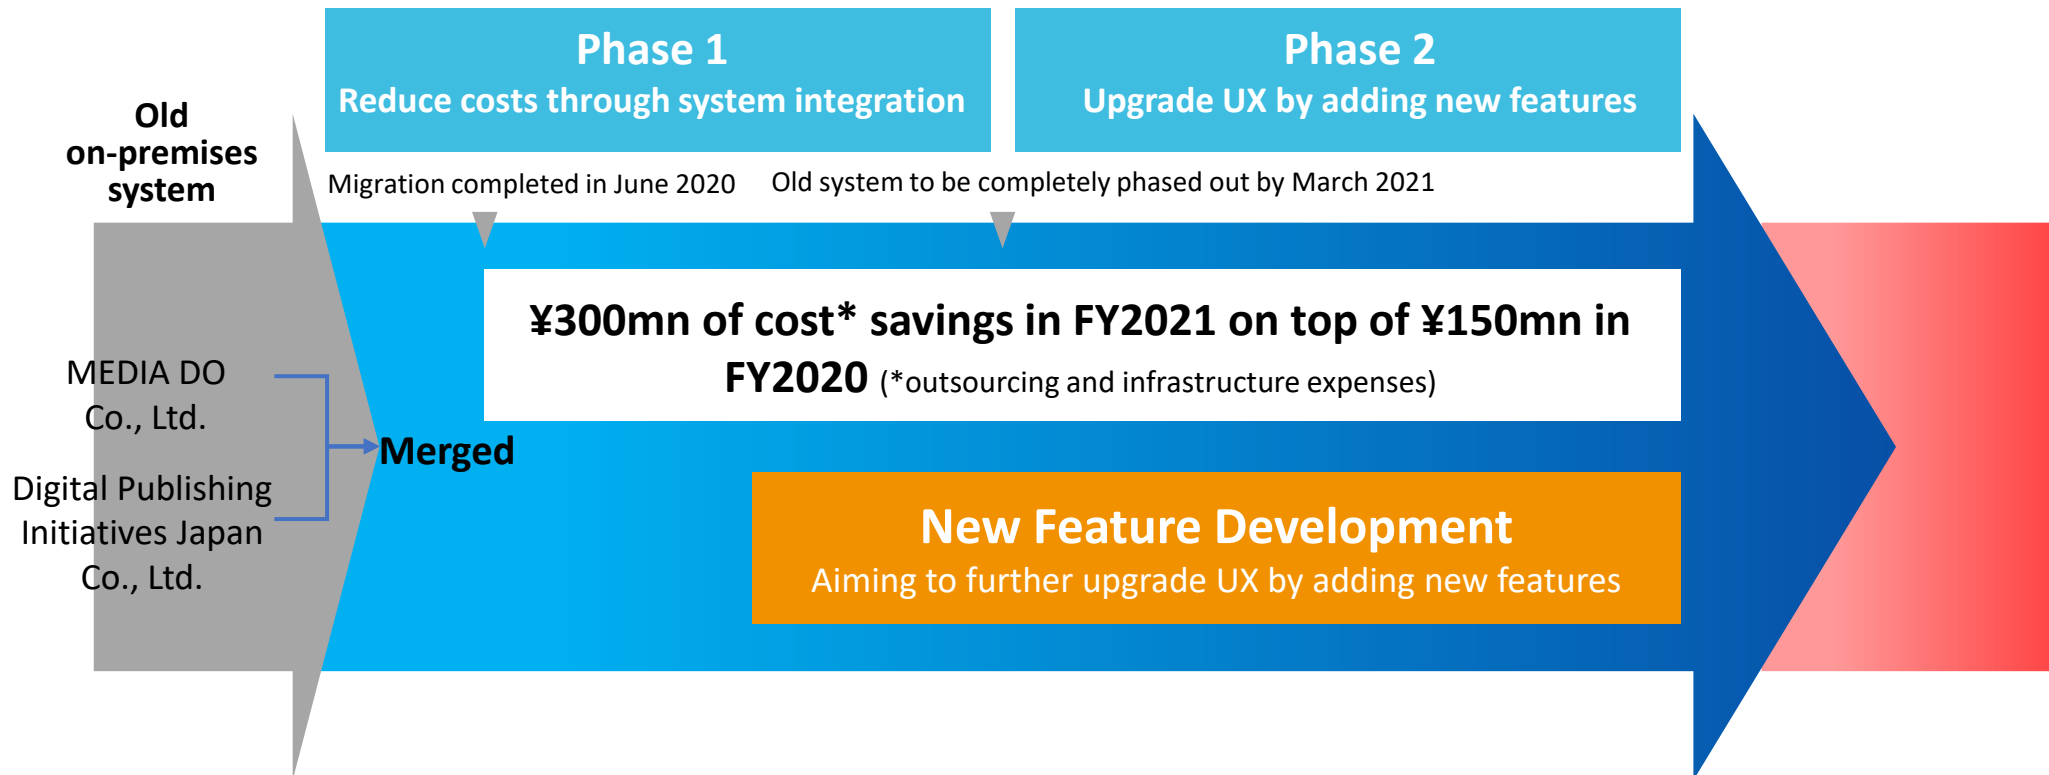 Phase 1
Reduce costs through system integration
Phase 2
Upgrade UX by adding new features
Old
on-premises
system
Migration completed in June 2020
Old system to be completely phased out by March 2021
¥300mn of cost* savings in FY2021 on top of ¥150mn in
FY2020 (*outsourcing and infrastructure expenses)
MEDIA DO
Co., Ltd.
Merged
Digital Publishing
Initiatives Japan
Co., Ltd.
New Feature Development
Aiming to further upgrade UX by adding new features